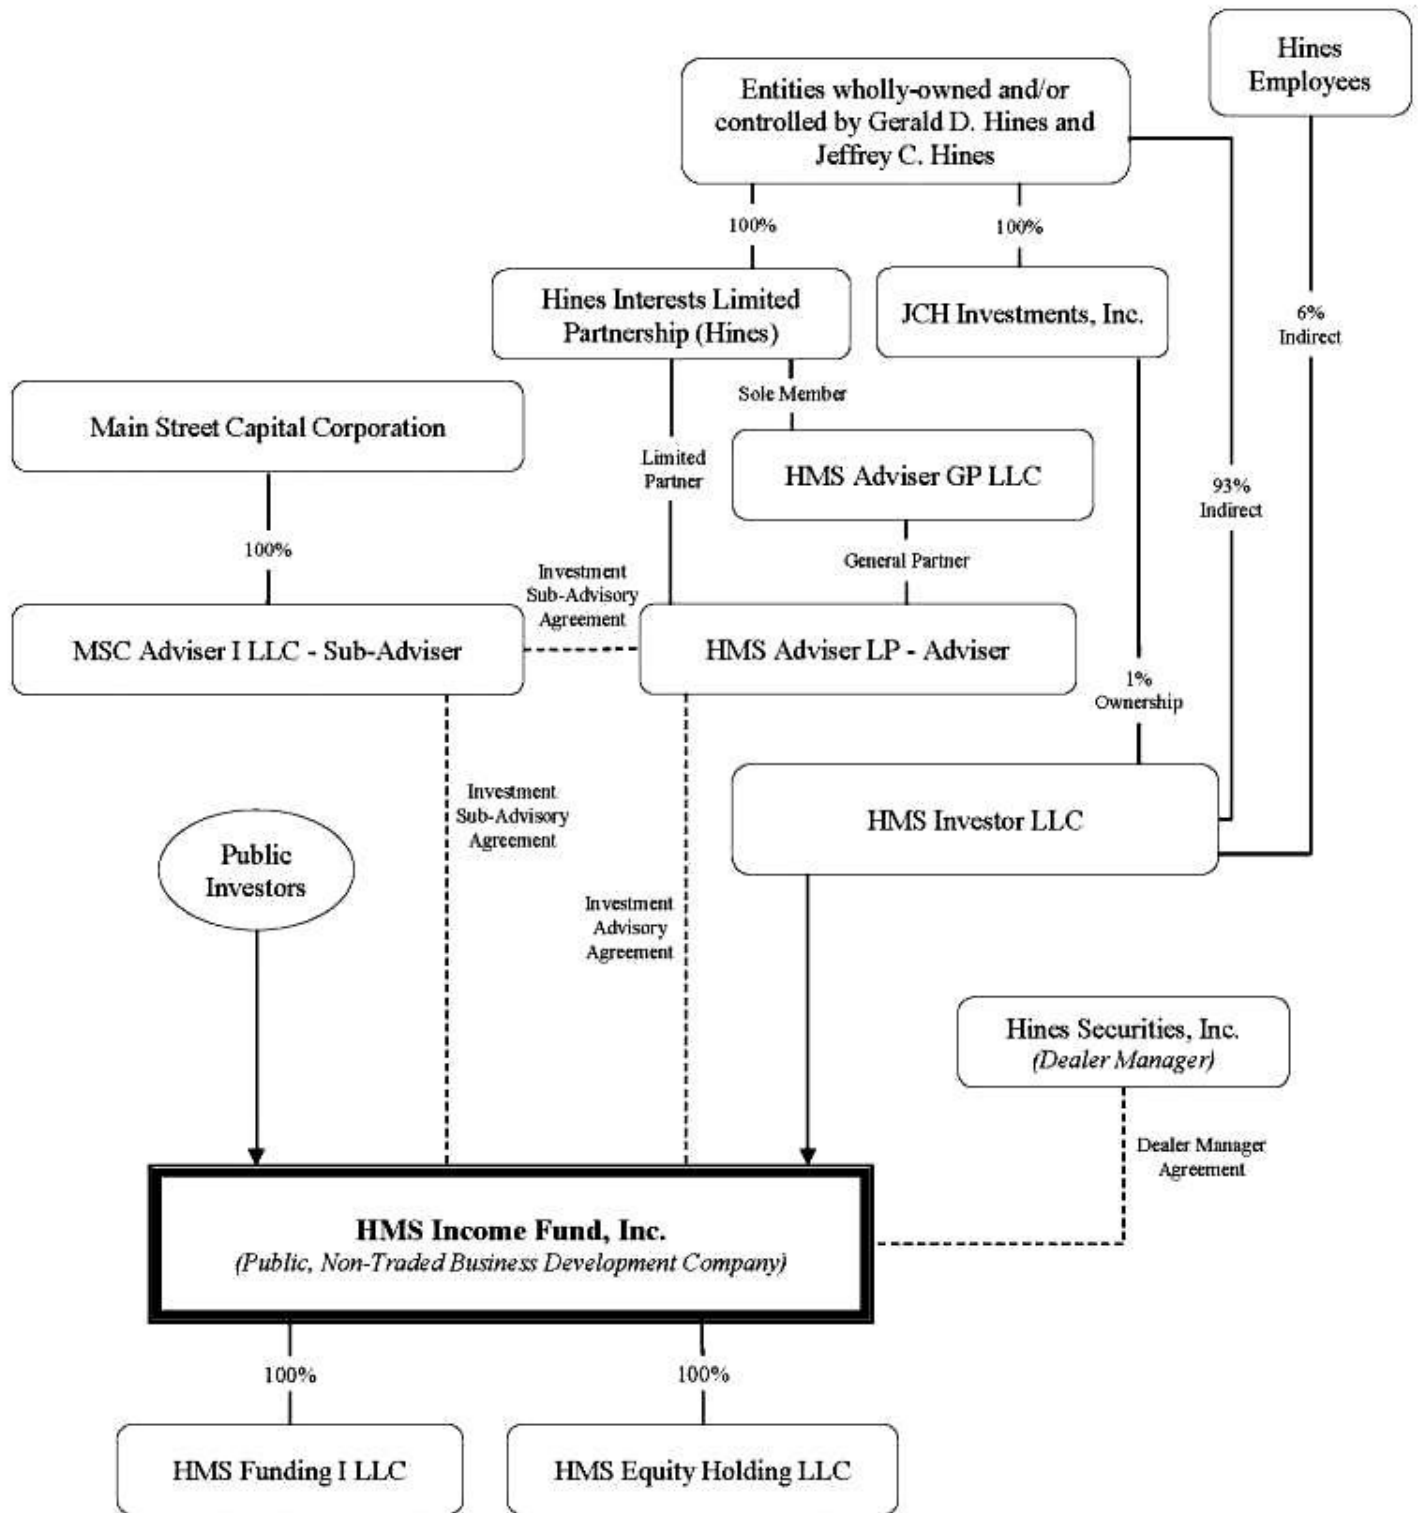 Hines
Employees
Entities wholly-owned and/or
controlled by Gerald D. Hines and
Jeffrey C. Hines
100%
100%
Hines Interests Limited
Partnership (Hines)
JCH Investments, Inc.
6%
Indirect
Main Street Capital Corporation
Sole Member
Limited
Partner
HMS Adviser GP LLC
93%
Indirect
100%
General Partner
Investment
Sub-Advisory
Agreement
MSC Adviser I LLC - Sub-Adviser
HMS Adviser LP - Adviser
1%
Ownership
Investment
Sub-Advisory
Agreement
HMS Investor LLC
Public
Investors
Investment
Advisory
Agreement
Hines Securities, Inc.
(Dealer Manager)
Dealer Manager
Agreement
HMS Income Fund, Inc.
(Public, Non-Traded Business Development Company)
100%
100%
HMS Funding I LLC
HMS Equity Holding LLC